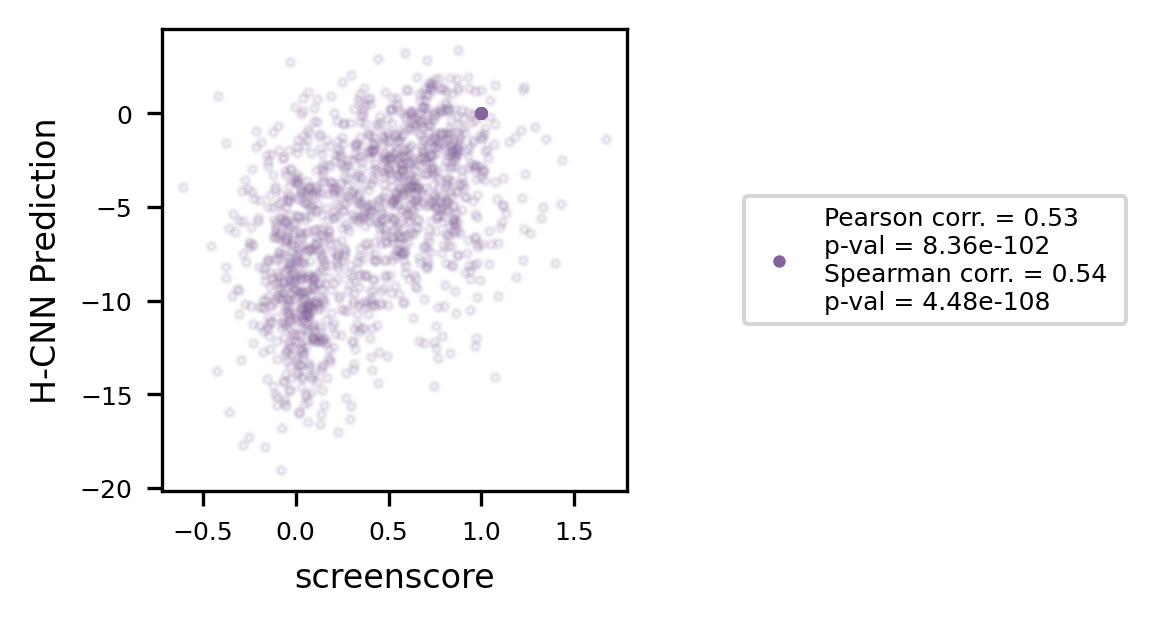 H-CNN Prediction
0
−5
−10
−15
−20
−0.5
0.0
0.5
1.0
1.5
screenscore
Pearson corr. = 0.53
p-val = 8.36e-102
Spearman corr. = 0.54
p-val = 4.48e-108